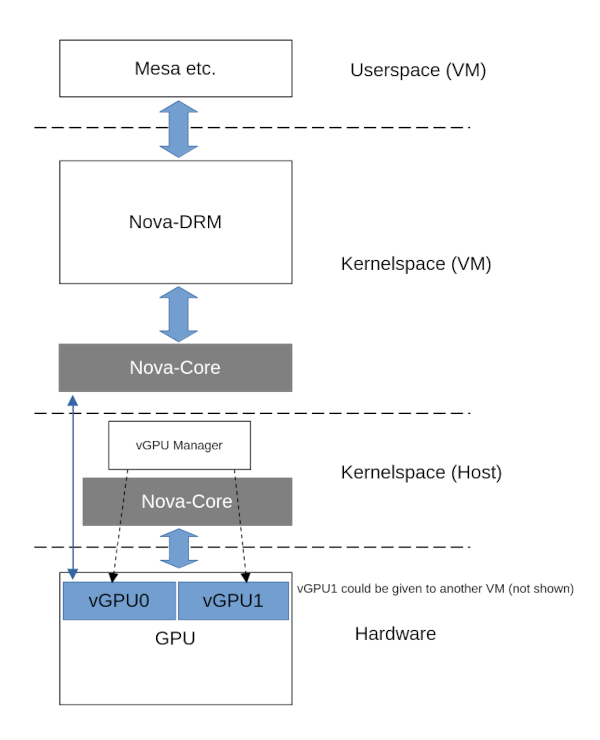 Mesa etc.
Userspace (VM)
Nova-DRM
Kernelspace (VM)
Nova-Core
vGPU Manager
Kernelspace (Host)
Nova-Core
vGPU0
vGPU1
vGPU1 could be given to another VM (not shown)
GPU
Hardware